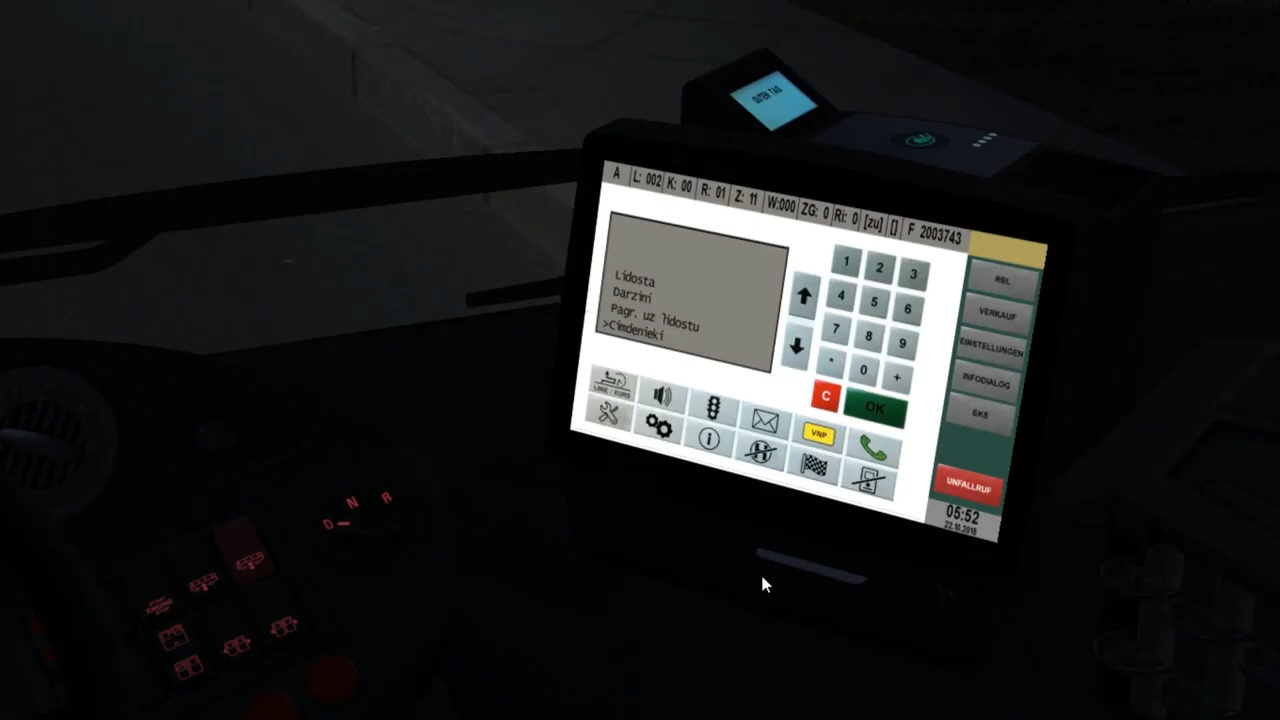 GUTEN TAG
A L: 002 K: 00 R: 01 Z: 11 W:000 ZG: 0 Ri: 0 [zu] [] F 2003743
Lidosta
Darzini
Pagr. uz lidostu
>Cimdenieki
1 2 3
4 5 6
7 8 9
* 0 +
C OK
RBL
VERKAUF
EINSTELLUNGEN
INFODIALOG
EKS
LINIE / KURS
VNP
UNFALLRUF
05:52
22.10.2018
D N R